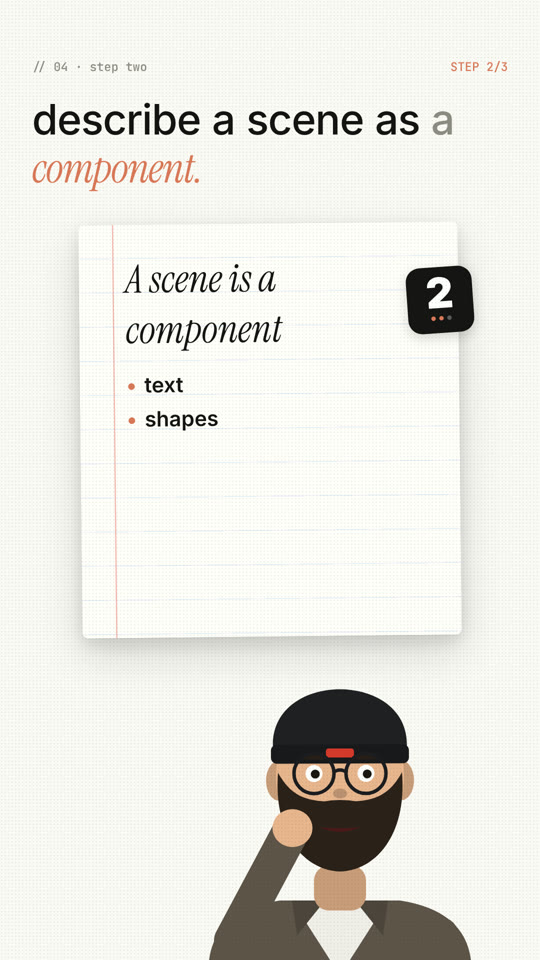 // 04 · step two
STEP 2/3
describe a scene as a
component.
A scene is a
component
2
• text
• shapes